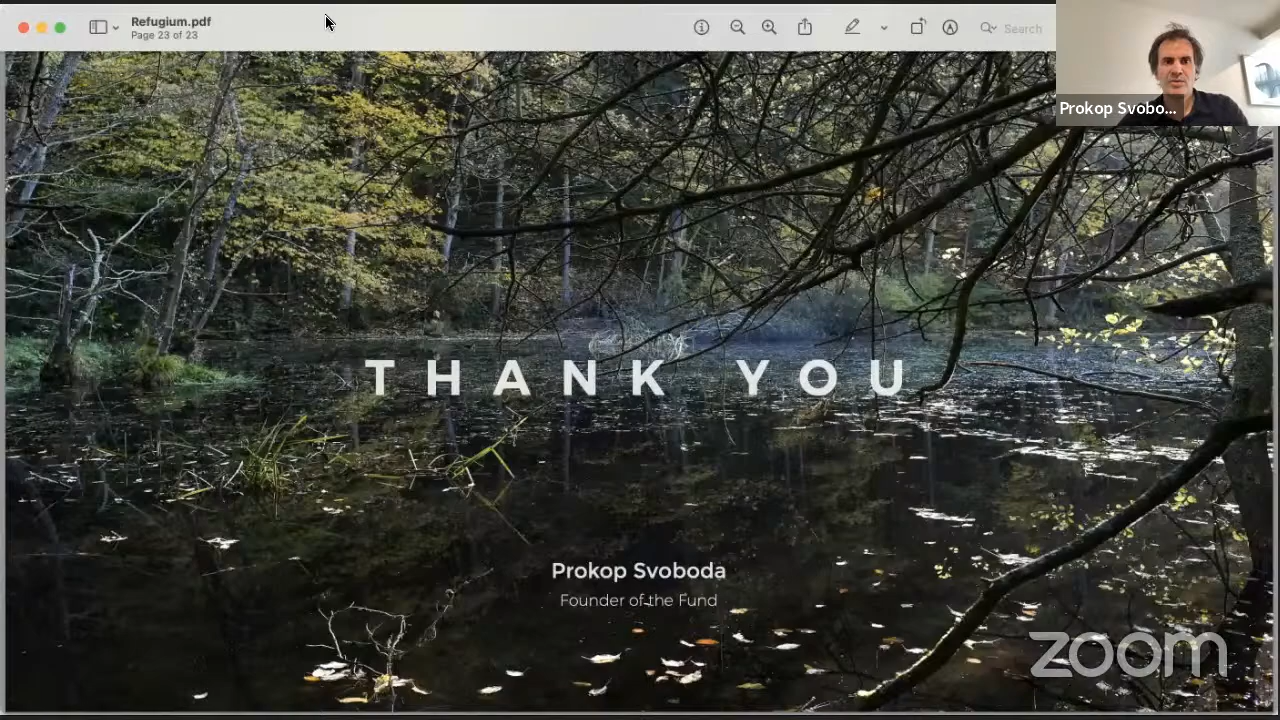 Refugium.pdf
Page 23 of 23
Search
Prokop Svobo...
THANK YOU
Prokop Svoboda
Founder of the Fund
zoom